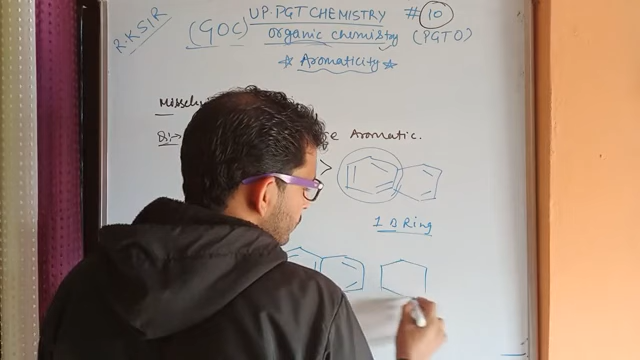 R.K SIR
(GOC) UP-PGT CHEMISTRY #10
organic chemistry (PGTO)
Aromaticity
Aromatic.
>
1 Ring